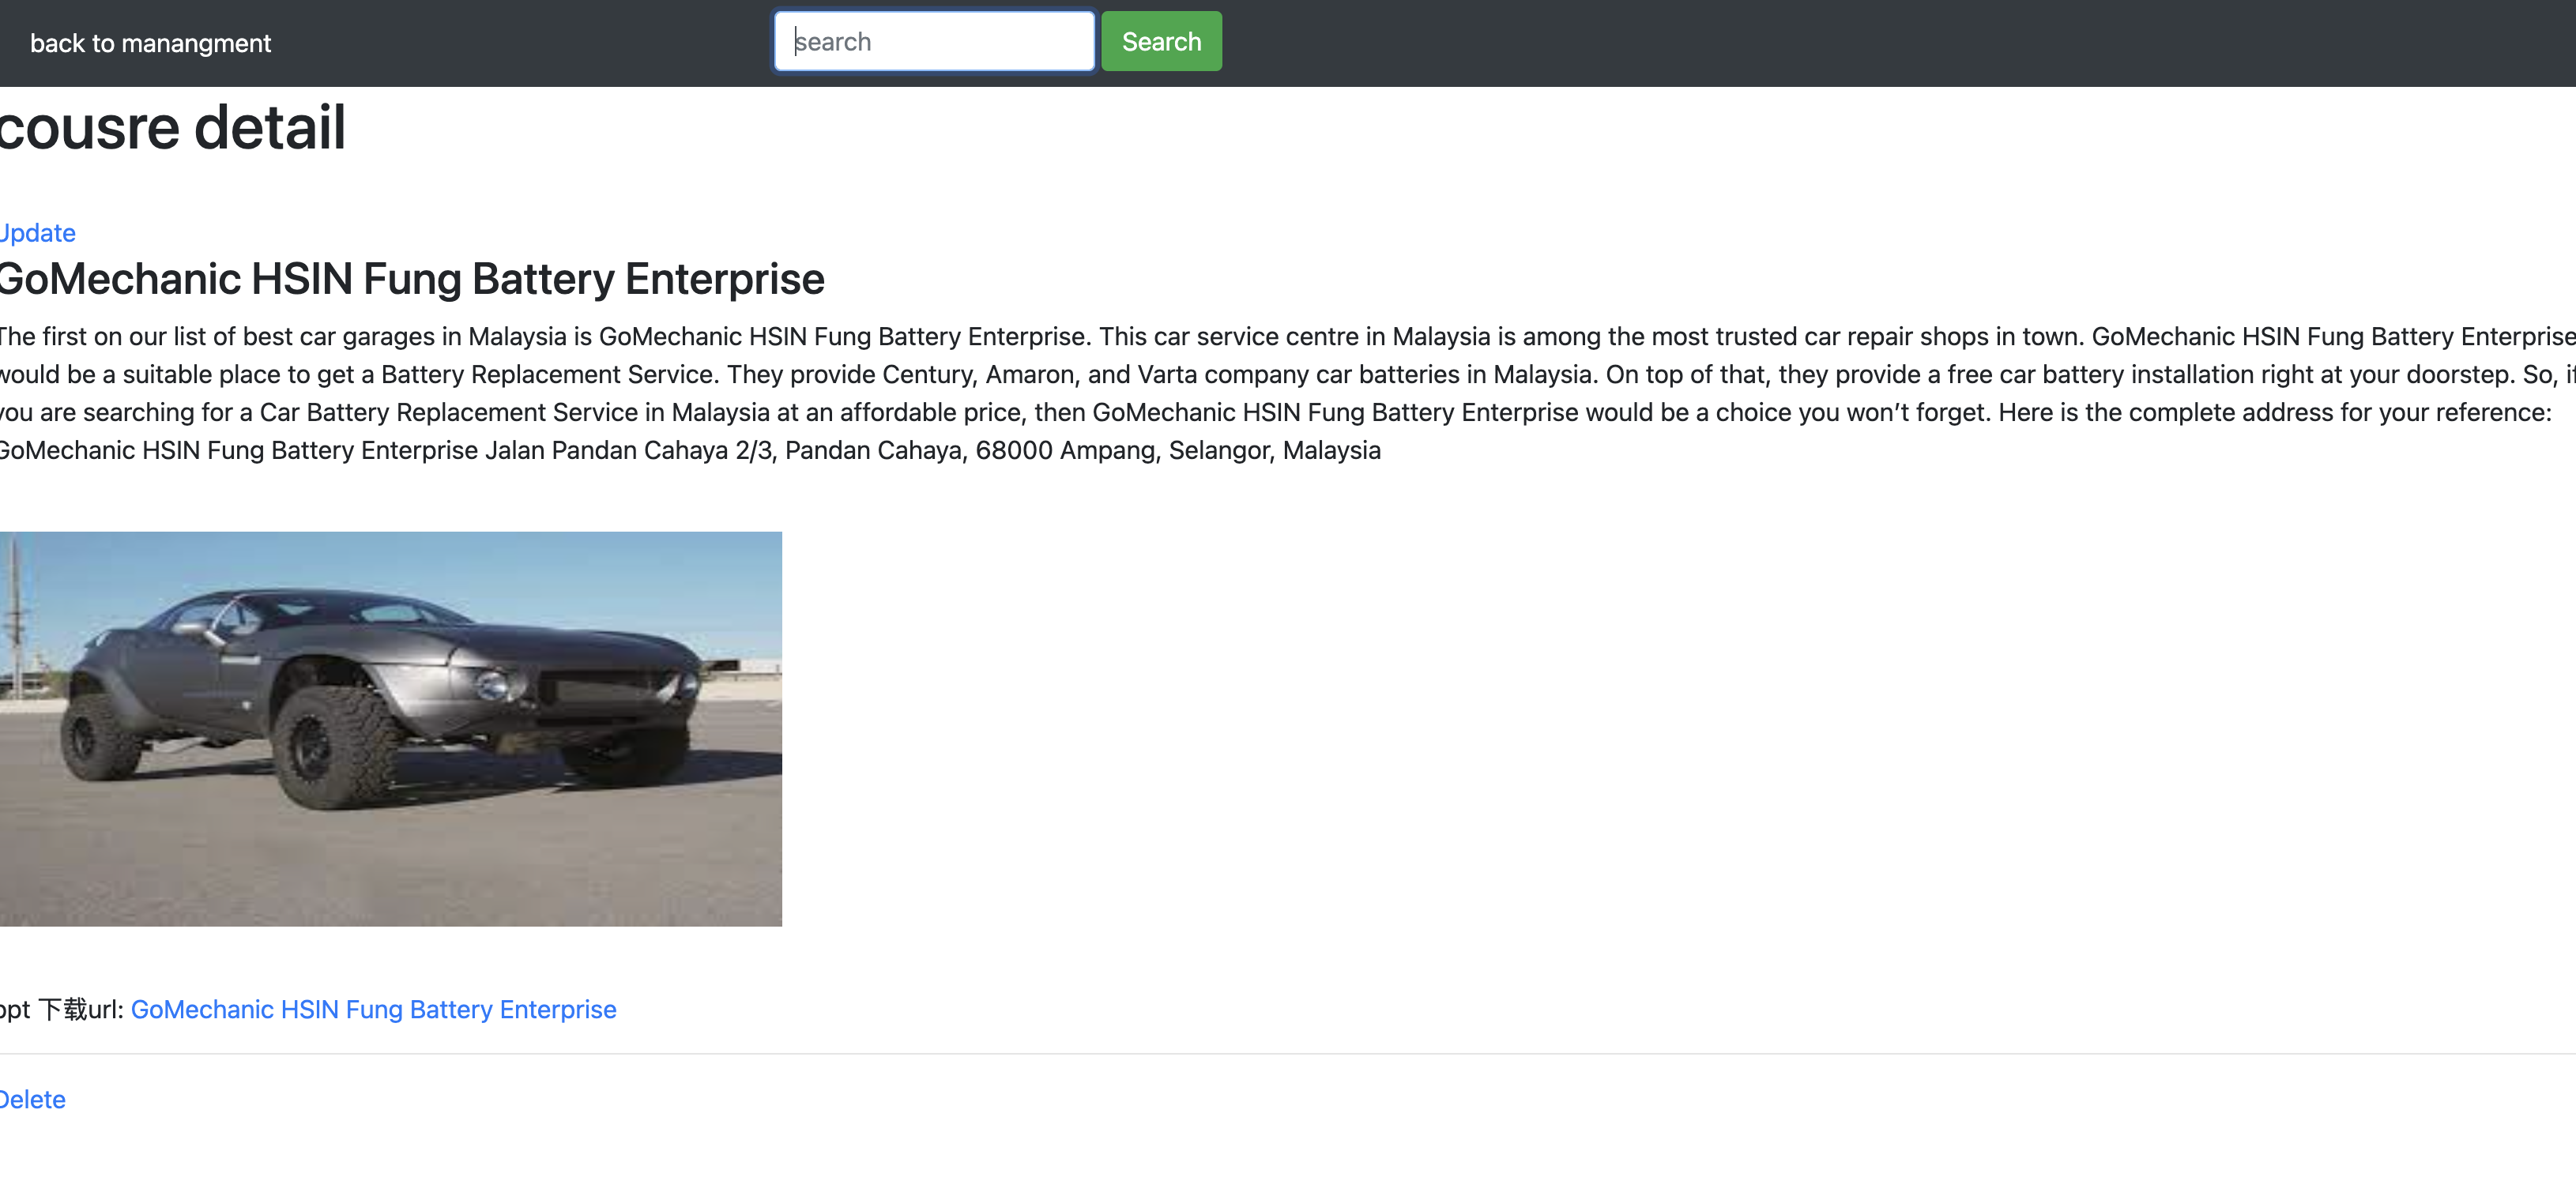 back to manangment
search
Search
cousre detail
Update
GoMechanic HSIN Fung Battery Enterprise
The first on our list of best car garages in Malaysia is GoMechanic HSIN Fung Battery Enterprise. This car service centre in Malaysia is among the most trusted car repair shops in town. GoMechanic HSIN Fung Battery Enterprise
would be a suitable place to get a Battery Replacement Service. They provide Century, Amaron, and Varta company car batteries in Malaysia. On top of that, they provide a free car battery installation right at your doorstep. So, if
you are searching for a Car Battery Replacement Service in Malaysia at an affordable price, then GoMechanic HSIN Fung Battery Enterprise would be a choice you won’t forget. Here is the complete address for your reference:
GoMechanic HSIN Fung Battery Enterprise Jalan Pandan Cahaya 2/3, Pandan Cahaya, 68000 Ampang, Selangor, Malaysia
ppt 下载url: GoMechanic HSIN Fung Battery Enterprise
Delete